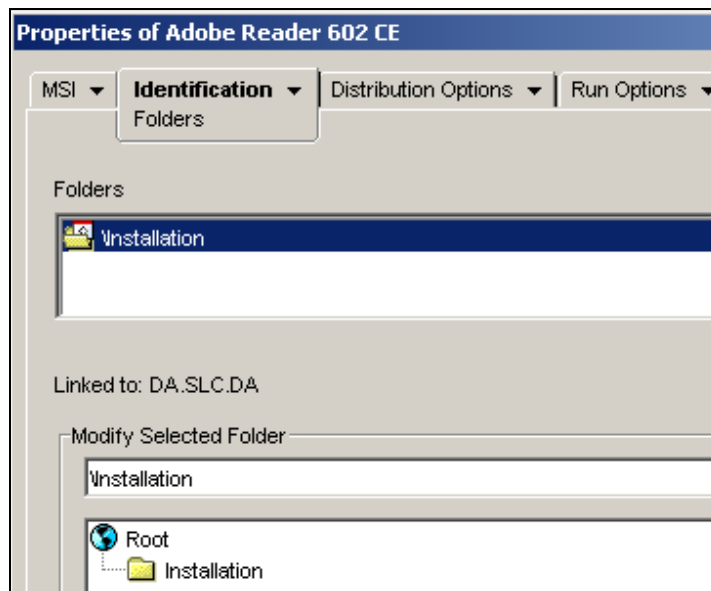 Properties of Adobe Reader 602 CE
MSI Identification Distribution Options Run Options
Folders
Folders
\Installation
Linked to: DA.SLC.DA
Modify Selected Folder
\Installation
Root
Installation